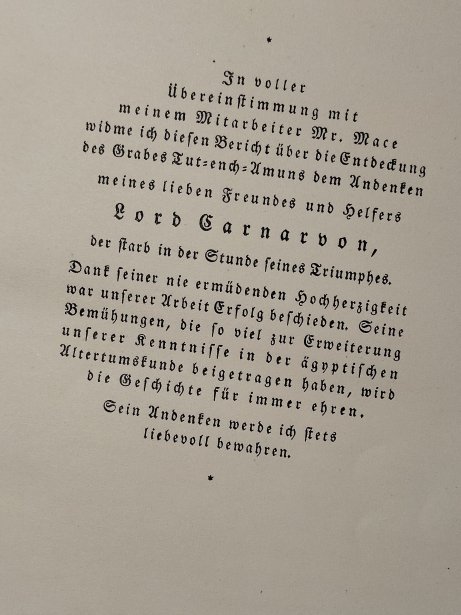 *
In voller
Übereinstimmung mit
meinem Mitarbeiter Mr. Mace
widme ich diesen Bericht über die Entdeckung
des Grabes Tut-ench-Amuns dem Andenken
meines lieben Freundes und Helfers
Lord Carnarvon,
der starb in der Stunde seines Triumphes.
Dank seiner nie ermüdenden Hochherzigkeit
war unserer Arbeit Erfolg beschieden. Seine
Bemühungen, die so viel zur Erweiterung
unserer Kenntnisse in der ägyptischen
Altertumskunde beigetragen haben, wird
die Geschichte für immer ehren.
Sein Andenken werde ich stets
liebevoll bewahren.
*